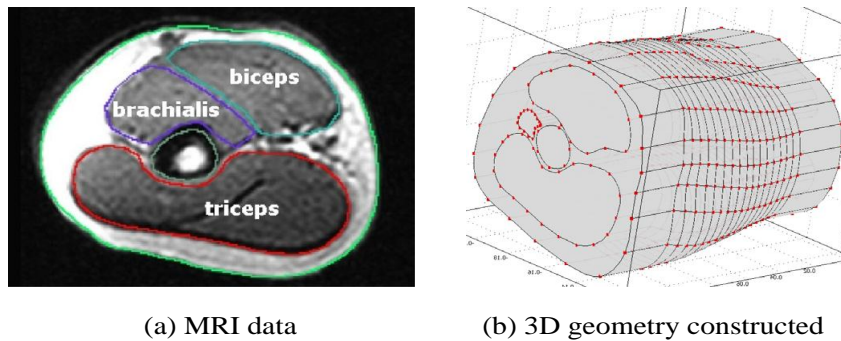 biceps
brachialis
triceps
(a) MRI data
(b) 3D geometry constructed